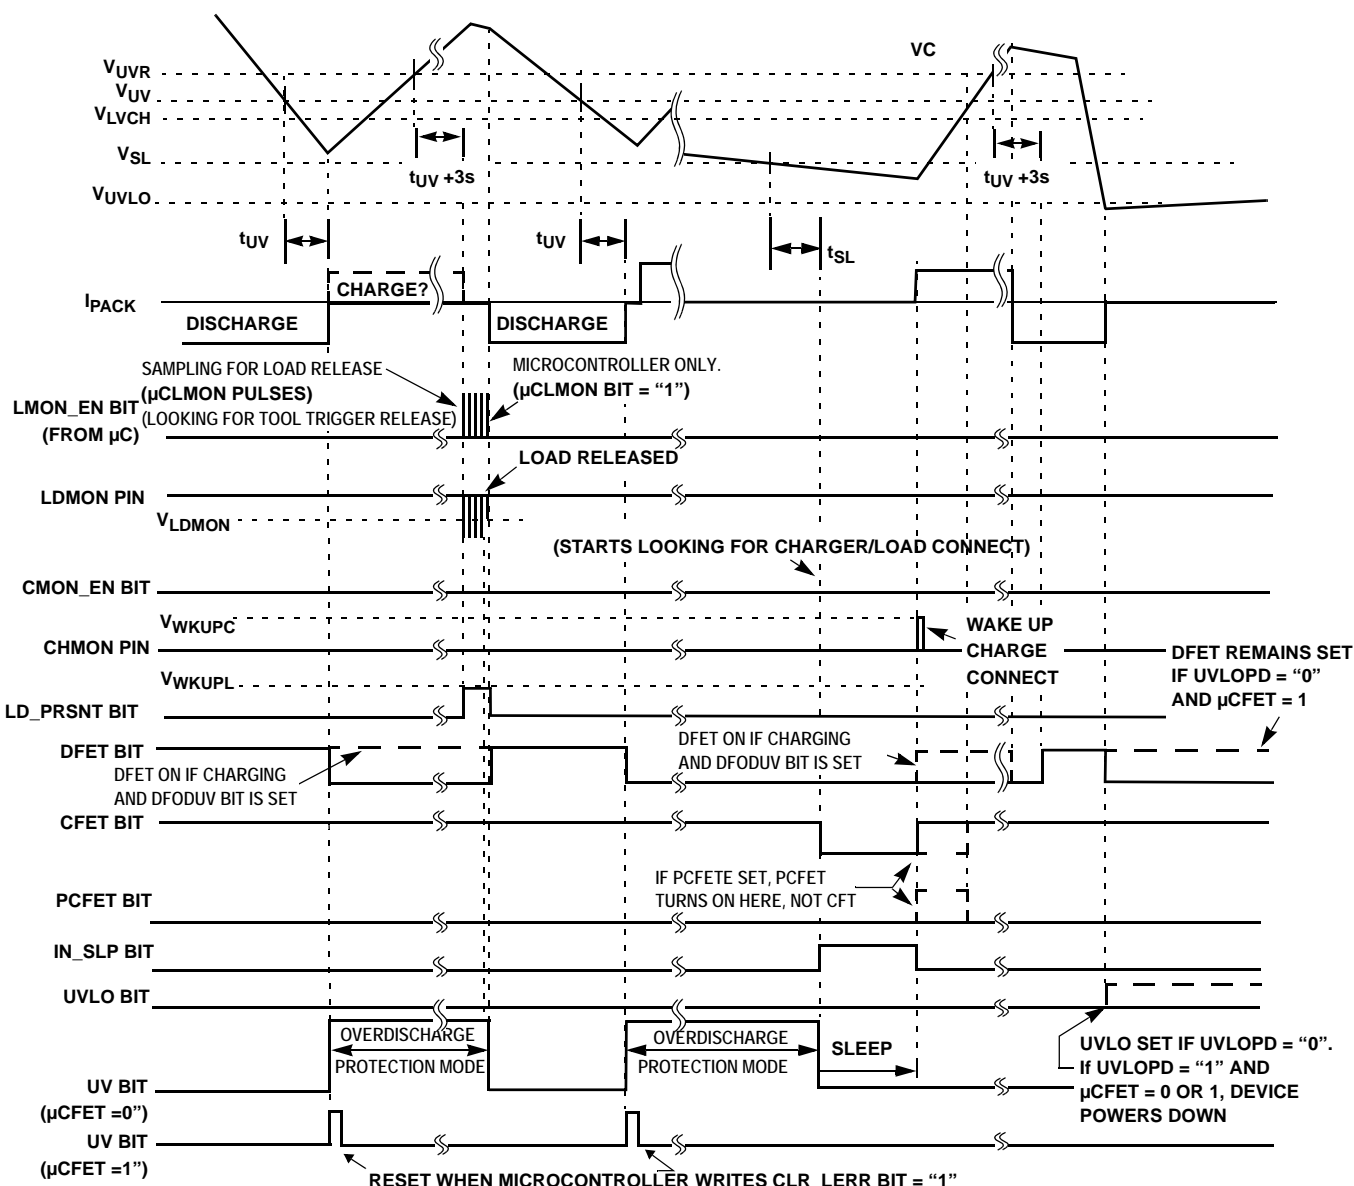 VC
VUVR
VUV
VLVCH
VSL
VUVLO
tUV +3s
tUV +3s
tUV
tUV
tSL
IPACK
CHARGE?
DISCHARGE
DISCHARGE
SAMPLING FOR LOAD RELEASE
(µCLMON PULSES)
(LOOKING FOR TOOL TRIGGER RELEASE)
MICROCONTROLLER ONLY.
(µCLMON BIT = “1”)
LMON_EN BIT
(FROM µC)
LOAD RELEASED
LDMON PIN
VLDMON
(STARTS LOOKING FOR CHARGER/LOAD CONNECT)
CMON_EN BIT
VWKUPC
CHMON PIN
WAKE UP
CHARGE
CONNECT
VWKUPL
LD_PRSNT BIT
DFET REMAINS SET
IF UVLOPD = “0”
AND µCFET = 1
DFET BIT
DFET ON IF CHARGING
AND DFODUV BIT IS SET
DFET ON IF CHARGING
AND DFODUV BIT IS SET
CFET BIT
IF PCFETE SET, PCFET
TURNS ON HERE, NOT CFT
PCFET BIT
IN_SLP BIT
UVLO BIT
OVERDISCHARGE
PROTECTION MODE
OVERDISCHARGE
PROTECTION MODE
SLEEP
UVLO SET IF UVLOPD = “0”.
If UVLOPD = “1” AND
µCFET = 0 OR 1, DEVICE
POWERS DOWN
UV BIT
(µCFET =0”)
UV BIT
(µCFET =1”)
RESET WHEN MICROCONTROLLER WRITES CLR_LERR BIT = “1”